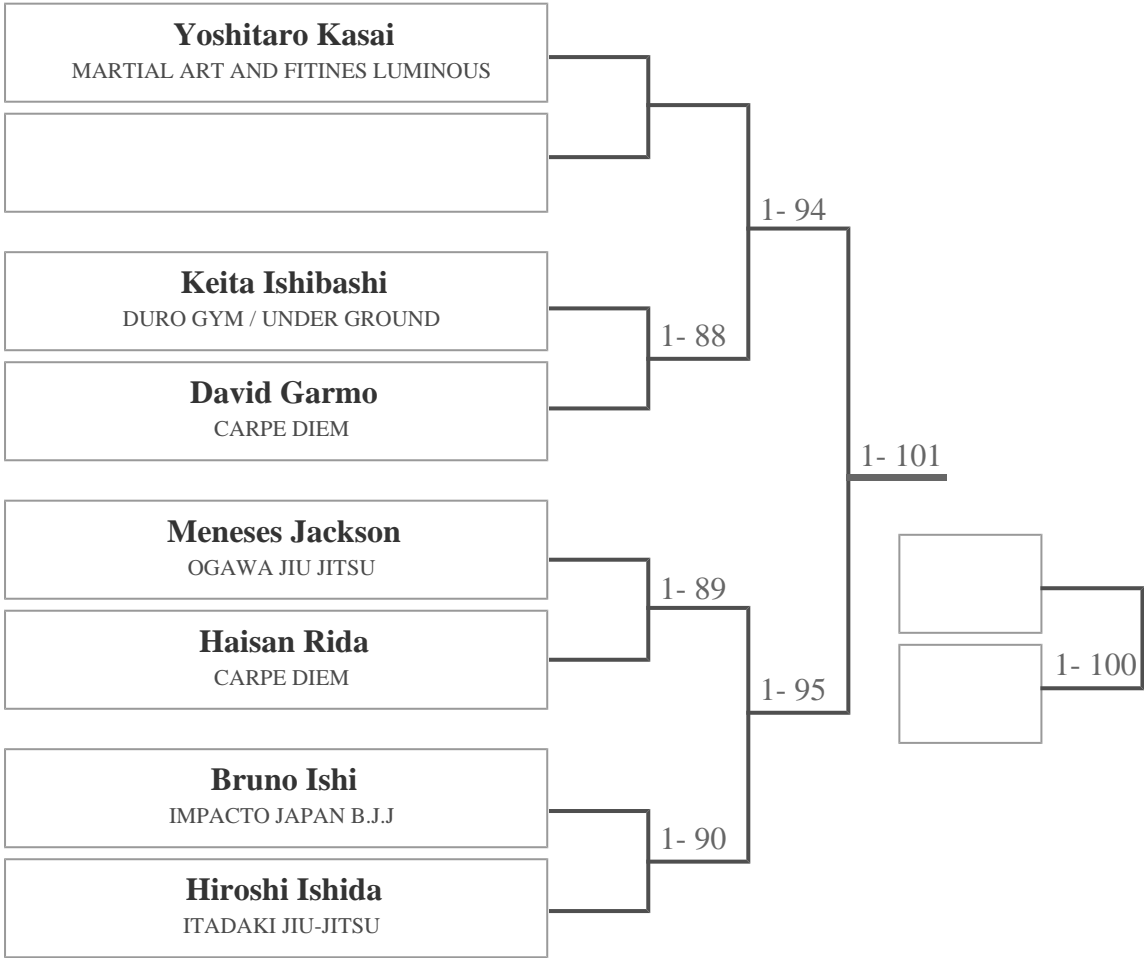 Yoshitaro Kasai
MARTIAL ART AND FITINES LUMINOUS
1- 94
Keita Ishibashi
DURO GYM / UNDER GROUND
1- 88
David Garmo
CARPE DIEM
1- 101
Meneses Jackson
OGAWA JIU JITSU
1- 89
Haisan Rida
CARPE DIEM
1- 100
1- 95
Bruno Ishi
IMPACTO JAPAN B.J.J
1- 90
Hiroshi Ishida
ITADAKI JIU-JITSU